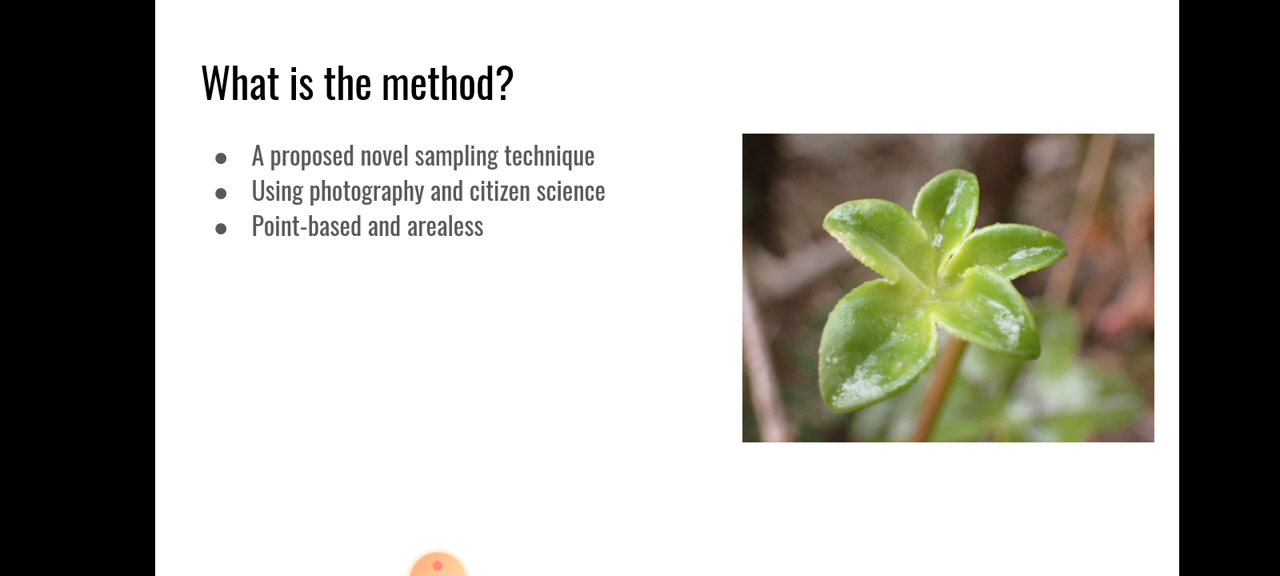 What is the method?
● A proposed novel sampling technique
● Using photography and citizen science
● Point-based and arealess